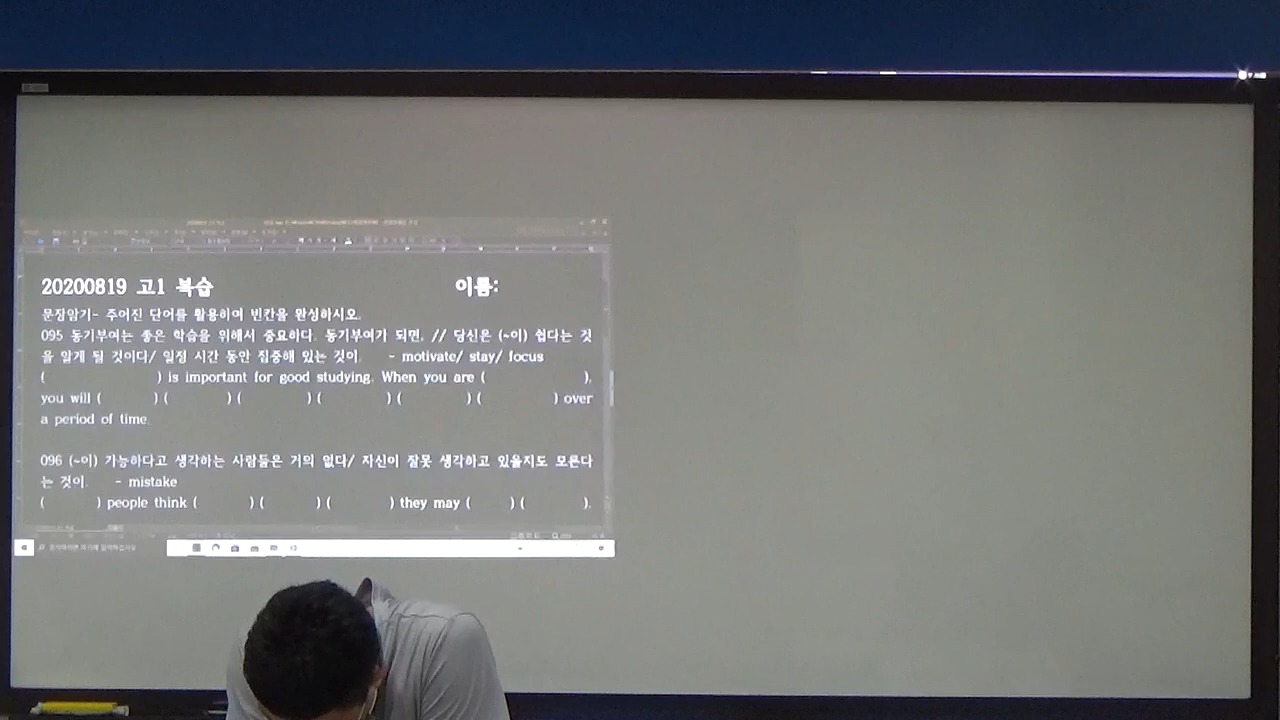 20200819 고1 복습 이름:
문장암기- 주어진 단어를 활용하여 빈칸을 완성하시오.
095 동기부여는 좋은 학습을 위해서 중요하다. 동기부여가 되면, // 당신은 (~이) 쉽다는 것
을 알게 될 것이다/ 일정 시간 동안 집중해 있는 것이. - motivate/ stay/ focus
( ) is important for good studying. When you are ( ),
you will ( ) ( ) ( ) ( ) ( ) ( ) over
a period of time.
096 (~이) 가능하다고 생각하는 사람들은 거의 없다/ 자신이 잘못 생각하고 있을지도 모른다
는 것이. - mistake
( ) people think ( ) ( ) ( ) they may ( ) ( ).